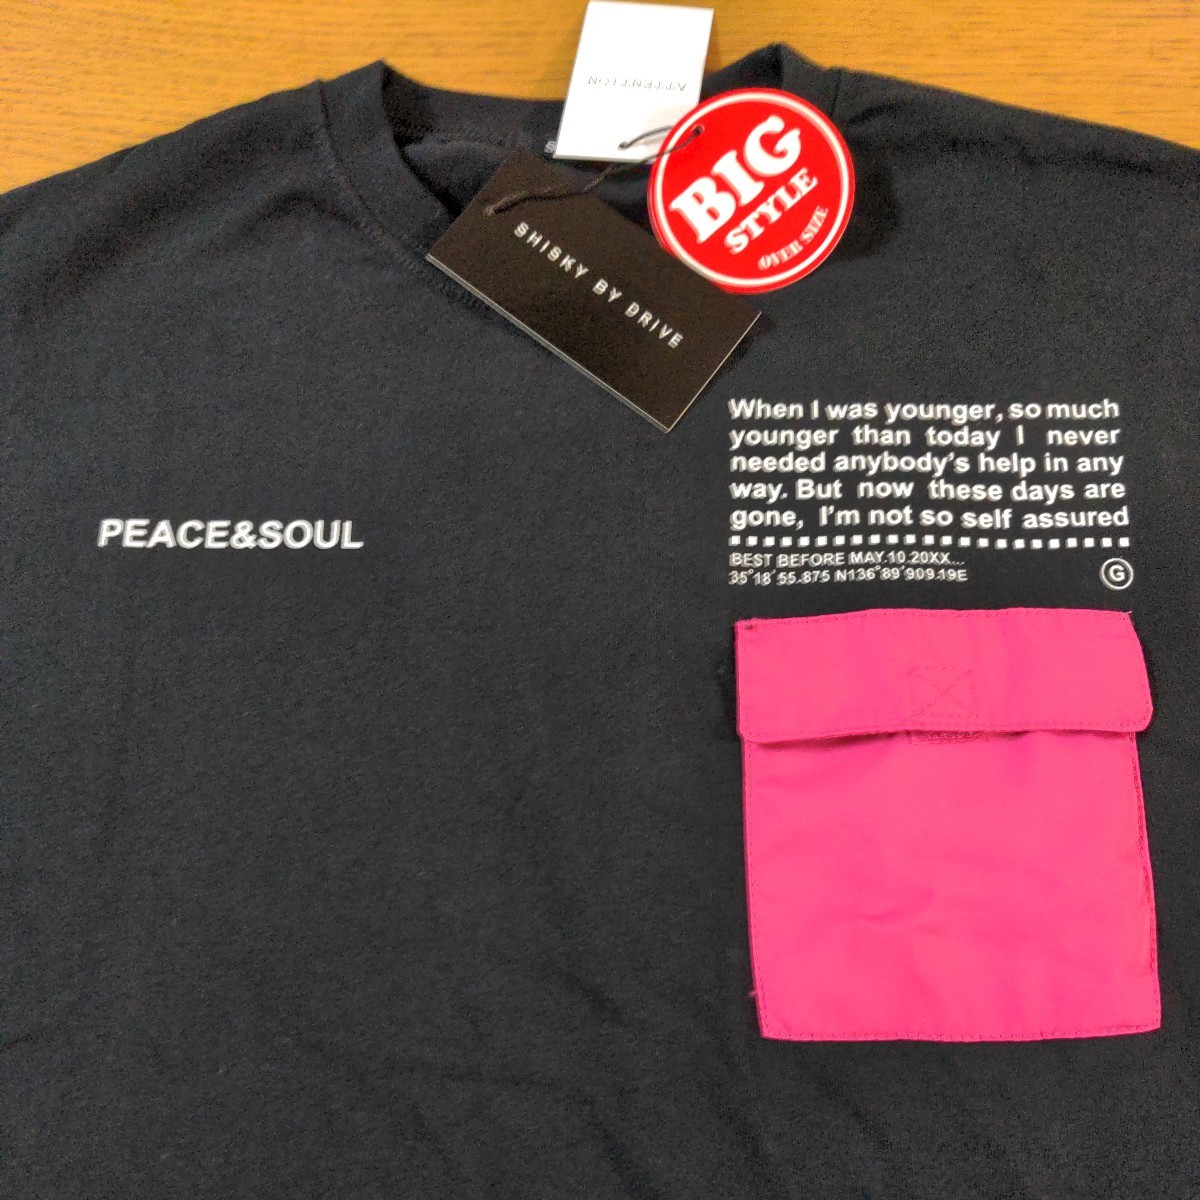 ATTENTION
BIG
STYLE
OVER SIZE
SHISKY BY DRIVE
When I was younger, so much
younger than today I never
needed anybody's help in any
way. But now these days are
gone, I'm not so self assured
BEST BEFORE MAY.10.20XX...
35°18'55.875 N136°89'909.19E
G
PEACE&SOUL